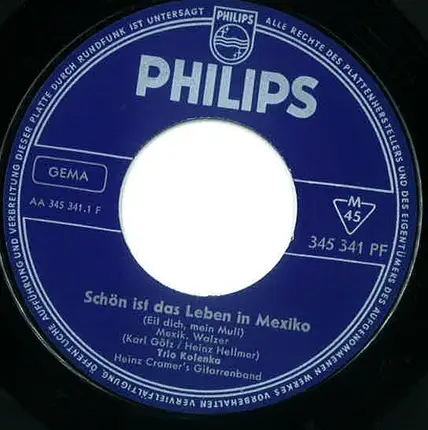 ALLE RECHTE DES PLATTENHERSTELLERS UND DES EIGENTÜMERS DES AUFGENOMMENEN WERKES VORBEHALTEN · VERVIELFÄLTIGUNG, ÖFFENTLICHE AUFFÜHRUNG UND VERBREITUNG DIESER PLATTE DURCH RUNDFUNK IST UNTERSAGT
PHILIPS
PHILIPS
GEMA
M
45
AA 345 341.1 F
345 341 PF
Schön ist das Leben in Mexiko
(Eil dich, mein Muli)
Mexik. Walzer
(Karl Götz / Heinz Hellmer)
Trio Kolenka
Heinz Cramer's Gitarrenband